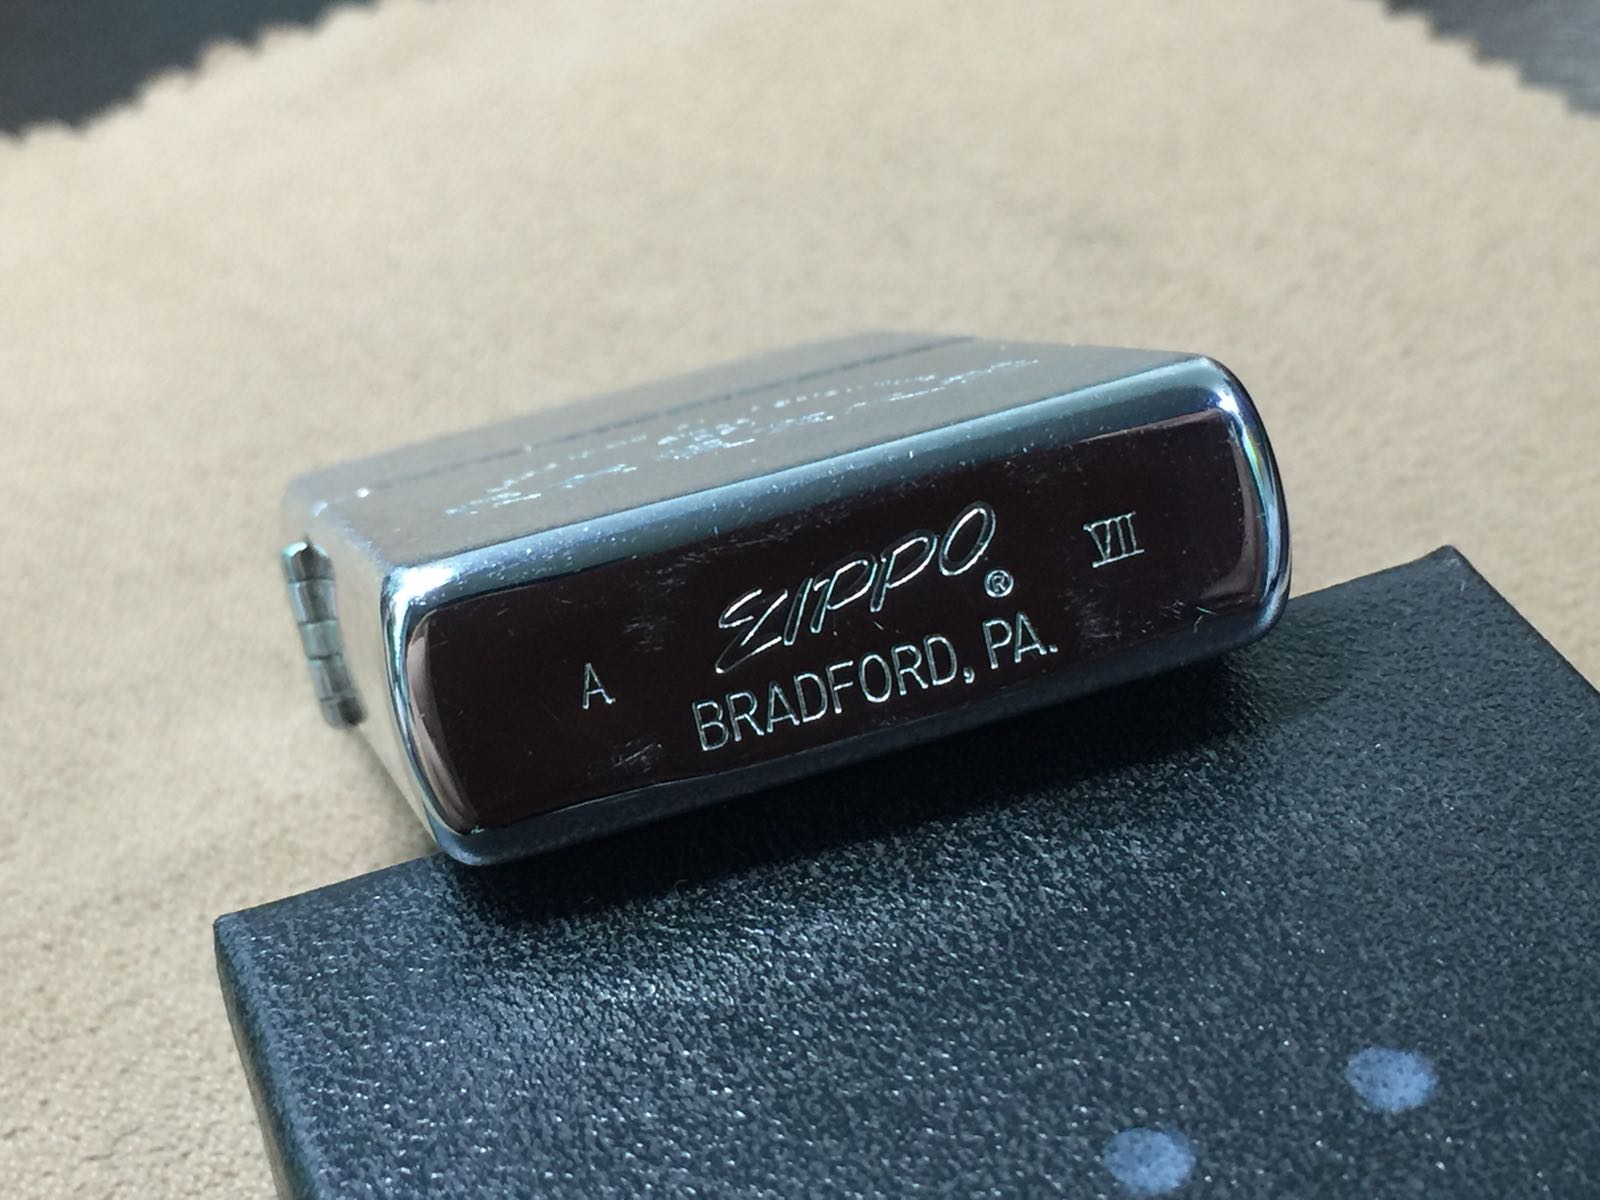 A ZIPPO ® VII
BRADFORD, PA.